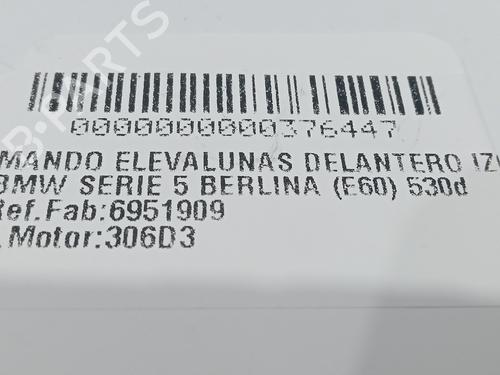 0000000000376447
MANDO ELEVALUNAS DELANTERO IZ
BMW SERIE 5 BERLINA (E60) 530d
Ref.Fab:6951909
.Motor:306D3